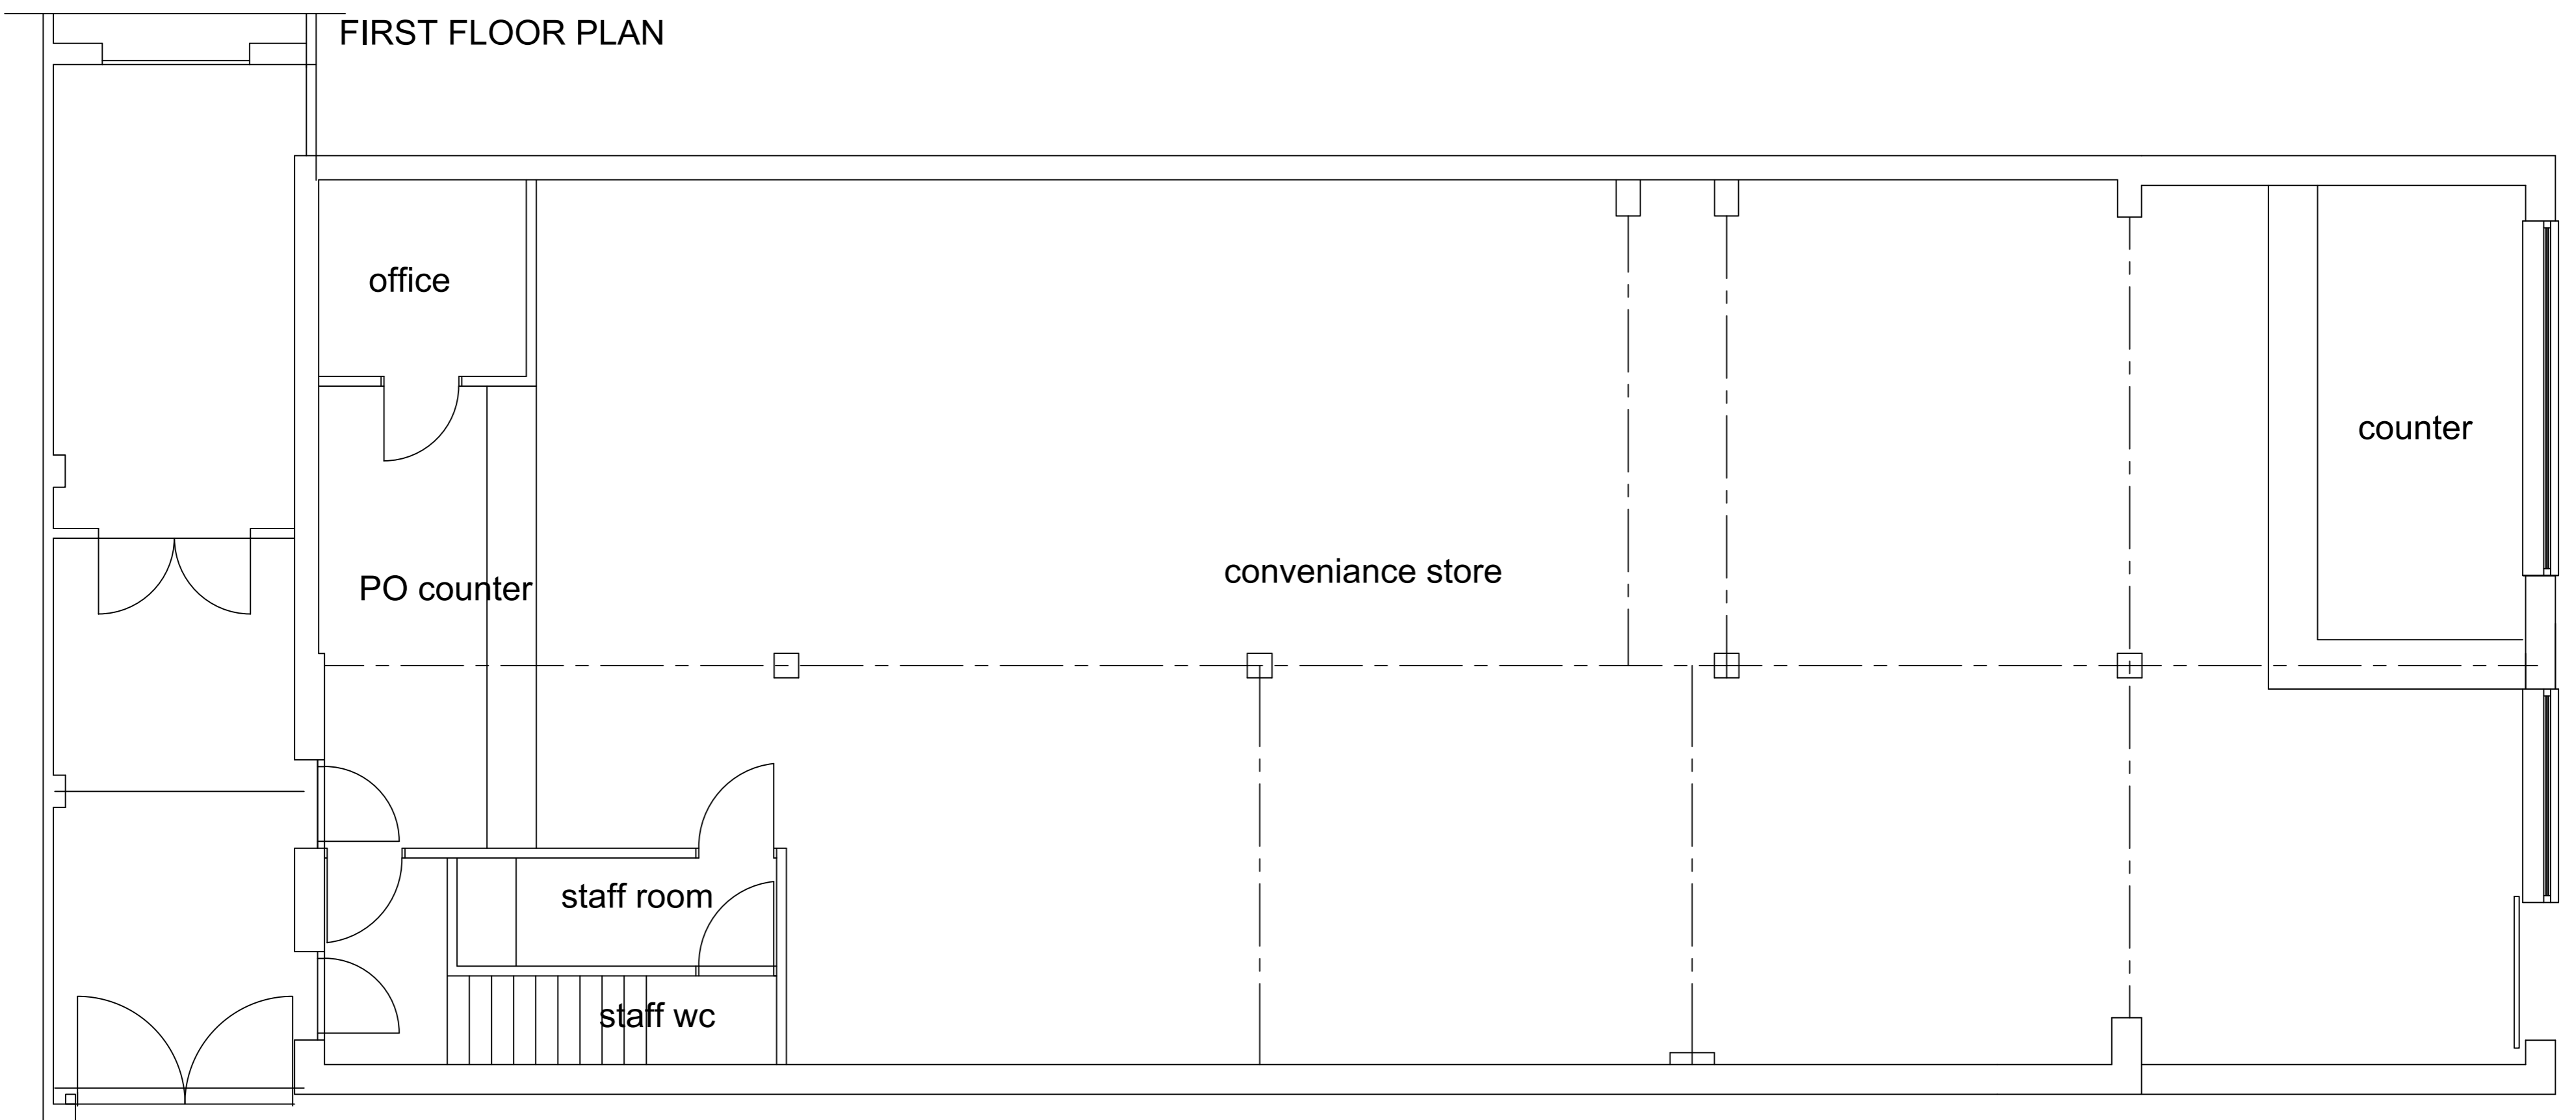 FIRST FLOOR PLAN
office
counter
conveniance store
PO counter
staff room
staff wc